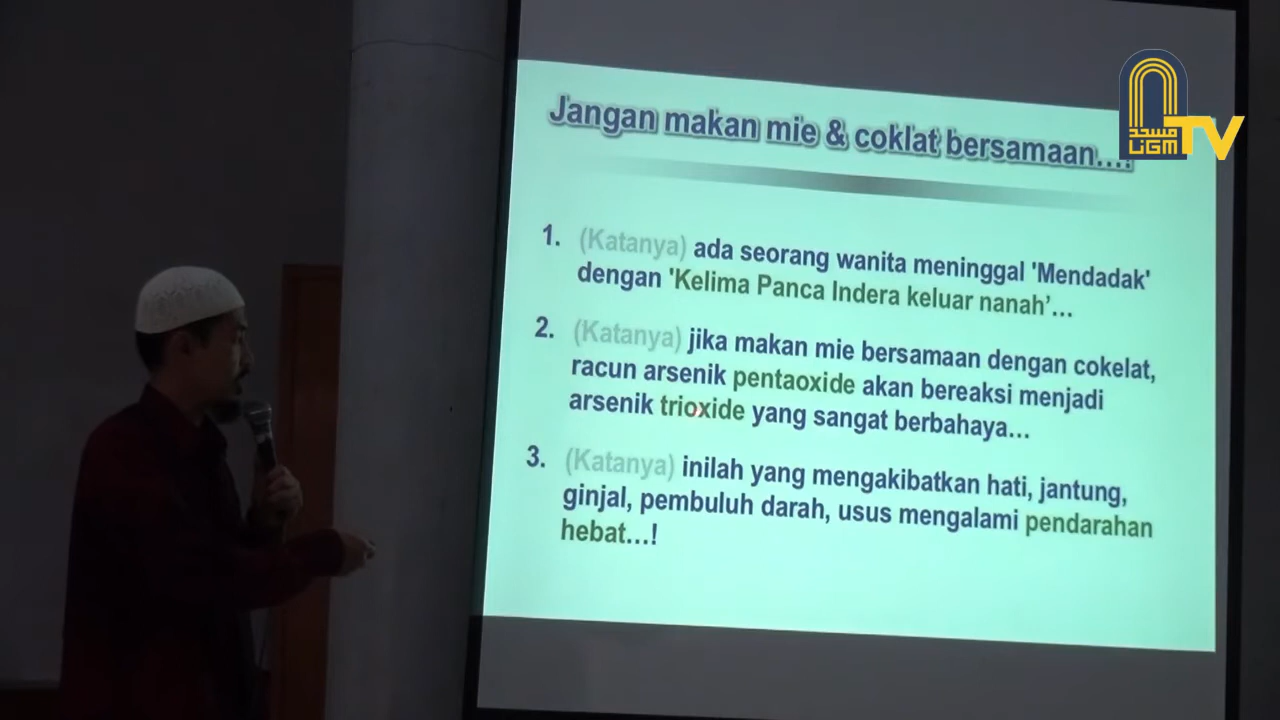 Jangan makan mie & coklat bersamaan....!
مسجد
UGM
TV
1. (Katanya) ada seorang wanita meninggal 'Mendadak'
dengan 'Kelima Panca Indera keluar nanah'...
2. (Katanya) jika makan mie bersamaan dengan cokelat,
racun arsenik pentaoxide akan bereaksi menjadi
arsenik trioxide yang sangat berbahaya...
3. (Katanya) inilah yang mengakibatkan hati, jantung,
ginjal, pembuluh darah, usus mengalami pendarahan
hebat...!